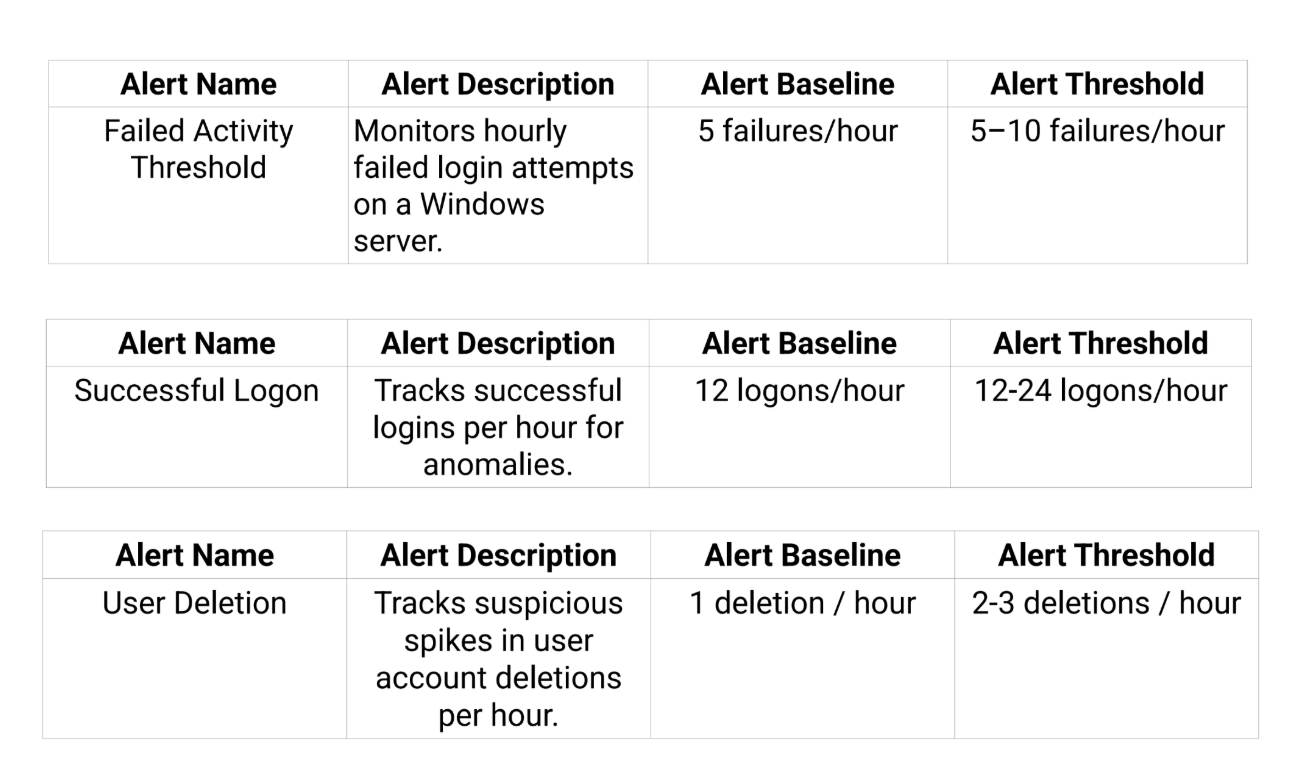 Alert Name Alert Description Alert Baseline Alert Threshold
Failed Activity Monitors hourly 5 failures/hour 5–10 failures/hour
Threshold failed login attempts
on a Windows
server.
Alert Name Alert Description Alert Baseline Alert Threshold
Successful Logon Tracks successful 12 logons/hour 12-24 logons/hour
logins per hour for
anomalies.
Alert Name Alert Description Alert Baseline Alert Threshold
User Deletion Tracks suspicious 1 deletion / hour 2-3 deletions / hour
spikes in user
account deletions
per hour.